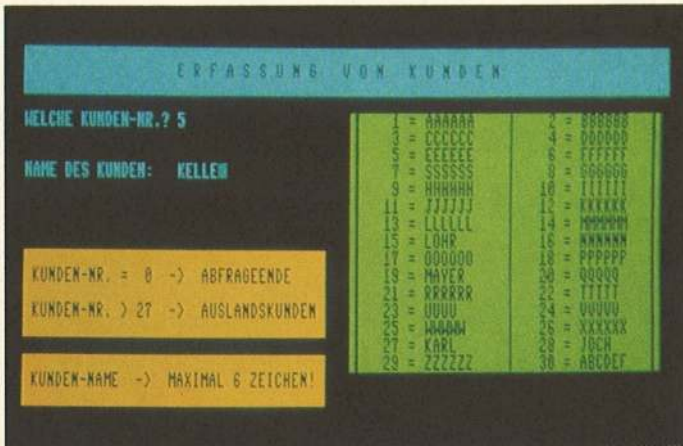 ERFASSUNG VON KUNDEN
WELCHE KUNDEN-NR.? 5
NAME DES KUNDEN: KELLE
KUNDEN-NR. = 0 -> ABFRAGEENDE
KUNDEN-NR. > 27 -> AUSLANDSKUNDEN
KUNDEN-NAME -> MAXIMAL 6 ZEICHEN!
1 = AAAAAA 2 = BBBBBB
3 = CCCCCC 4 = DDDDDD
5 = EEEEEE 6 = FFFFFF
7 = SSSSSS 8 = GGGGGG
9 = HHHHHH 10 = IIIIII
11 = JJJJJJ 12 = KKKKKK
13 = LLLLLL 14 = MMMMMM
15 = LOHR 16 = NNNNNN
17 = OOOOOO 18 = PPPPPP
19 = MAYER 20 = QQQQQ
21 = RRRRRR 22 = TTTTT
23 = UUUU 24 = VVVVV
25 = WWWWW 26 = XXXXXX
27 = KARL 28 = JOCH
29 = ZZZZZZ 30 = ABCDEF